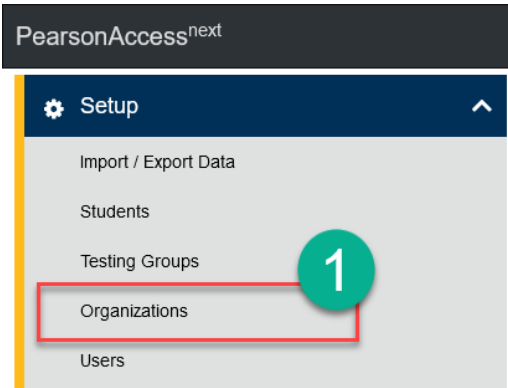 PearsonAccessnext
Setup
Import / Export Data
Students
Testing Groups
1
Organizations
Users